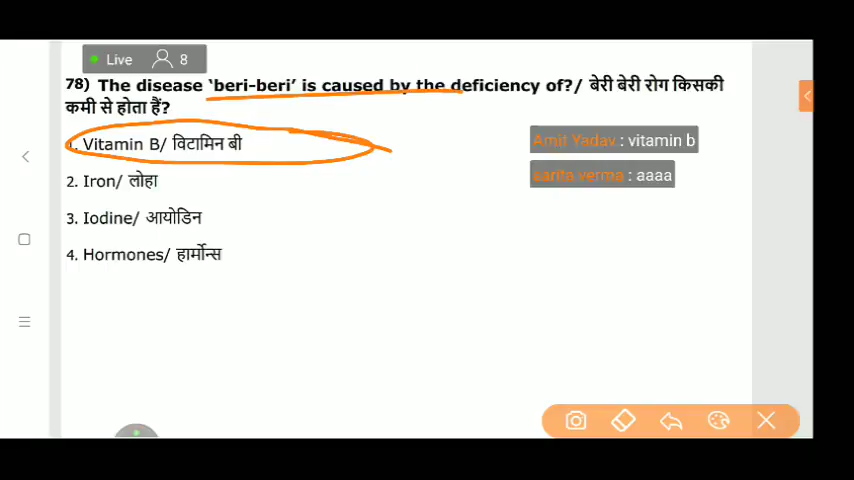 Live 8
78) The disease ‘beri-beri’ is caused by the deficiency of?/ बेरी बेरी रोग किसकी
कमी से होता हैं?
1. Vitamin B/ विटामिन बी
Amit Yadav : vitamin b
2. Iron/ लोहा
sarita verma : aaaa
3. Iodine/ आयोडिन
4. Hormones/ हार्मोन्स